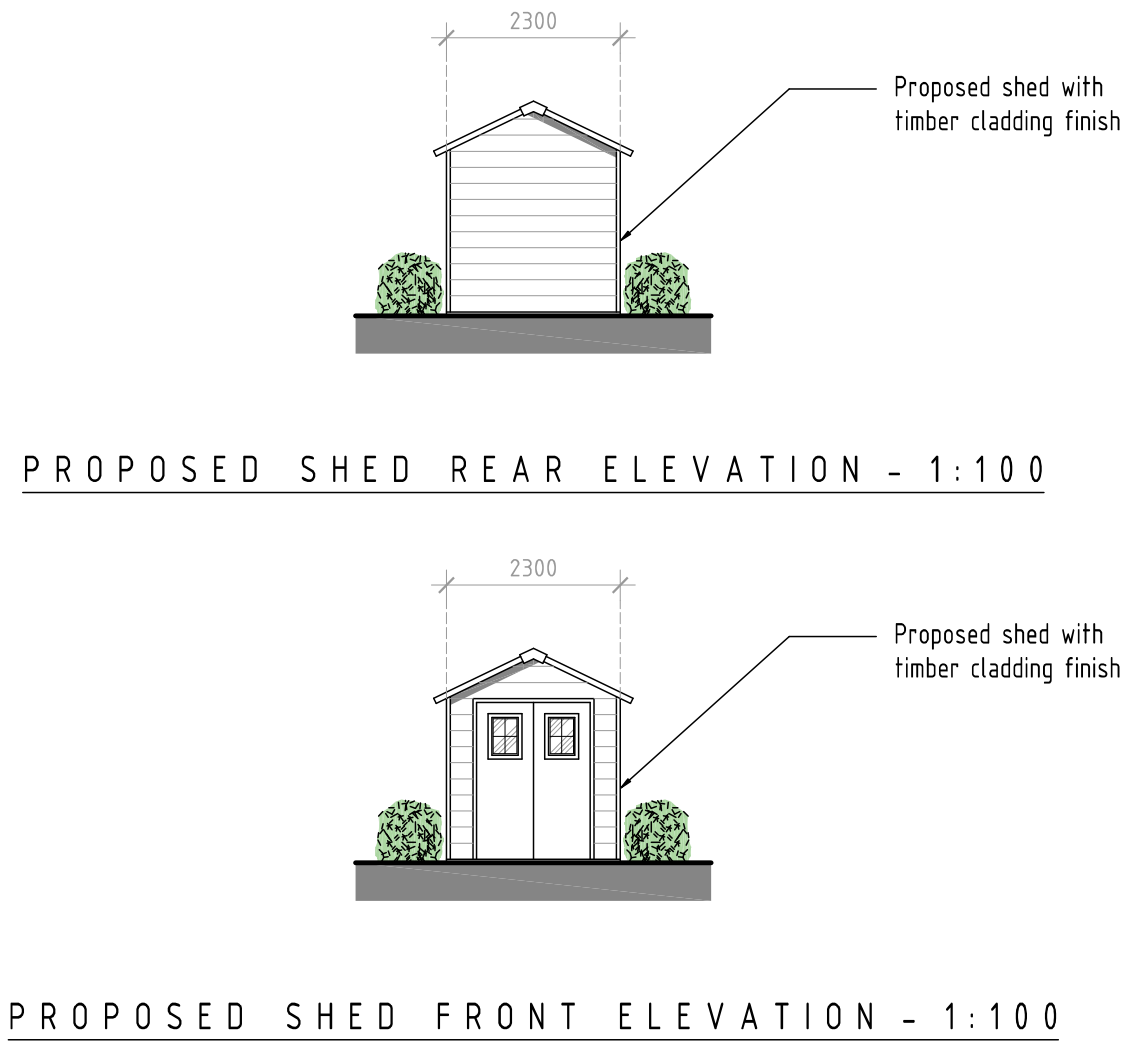 2300
Proposed shed with
timber cladding finish
PROPOSED SHED REAR ELEVATION - 1:100
2300
Proposed shed with
timber cladding finish
PROPOSED SHED FRONT ELEVATION - 1:100